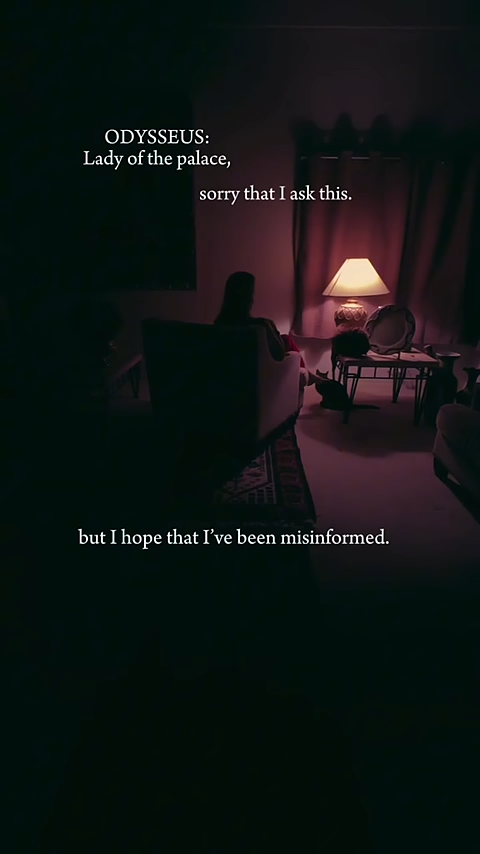 ODYSSEUS:
Lady of the palace,
sorry that I ask this.
but I hope that I’ve been misinformed.